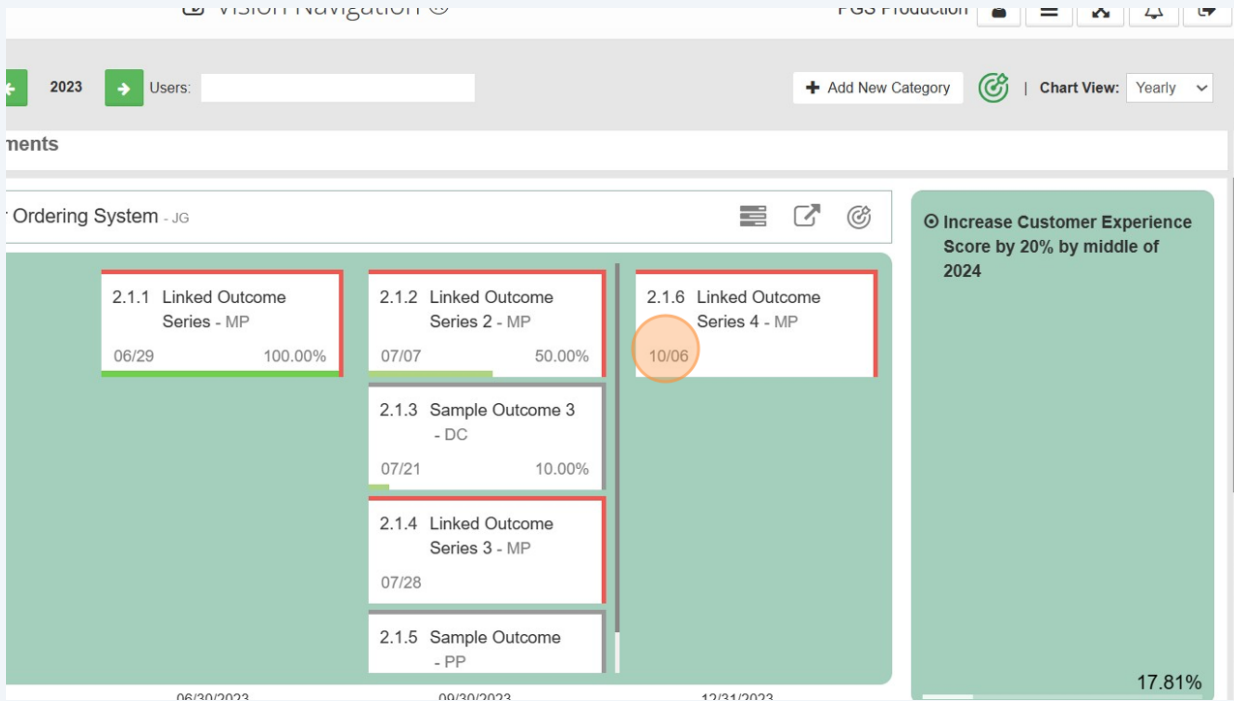 Vision Navigation ®
PGS Production
2023
Users:
Add New Category
| Chart View: Yearly
ments
Ordering System - JG
Increase Customer Experience
Score by 20% by middle of
2024
2.1.1 Linked Outcome
Series - MP
06/29 100.00%
2.1.2 Linked Outcome
Series 2 - MP
07/07 50.00%
2.1.6 Linked Outcome
Series 4 - MP
10/06
2.1.3 Sample Outcome 3
- DC
07/21 10.00%
2.1.4 Linked Outcome
Series 3 - MP
07/28
2.1.5 Sample Outcome
- PP
17.81%
06/30/2023 09/30/2023 12/31/2023